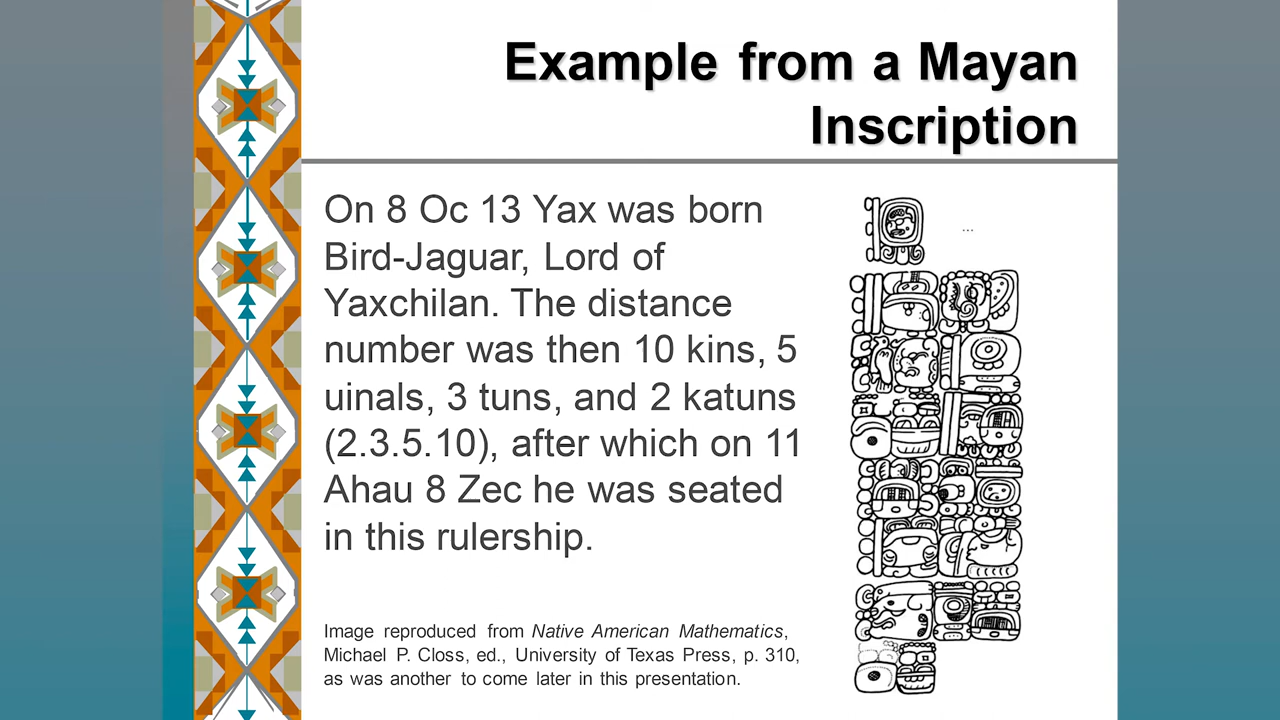 Example from a Mayan
Inscription
On 8 Oc 13 Yax was born
Bird-Jaguar, Lord of
Yaxchilan. The distance
number was then 10 kins, 5
uinals, 3 tuns, and 2 katuns
(2.3.5.10), after which on 11
Ahau 8 Zec he was seated
in this rulership.
...
Image reproduced from Native American Mathematics,
Michael P. Closs, ed., University of Texas Press, p. 310,
as was another to come later in this presentation.